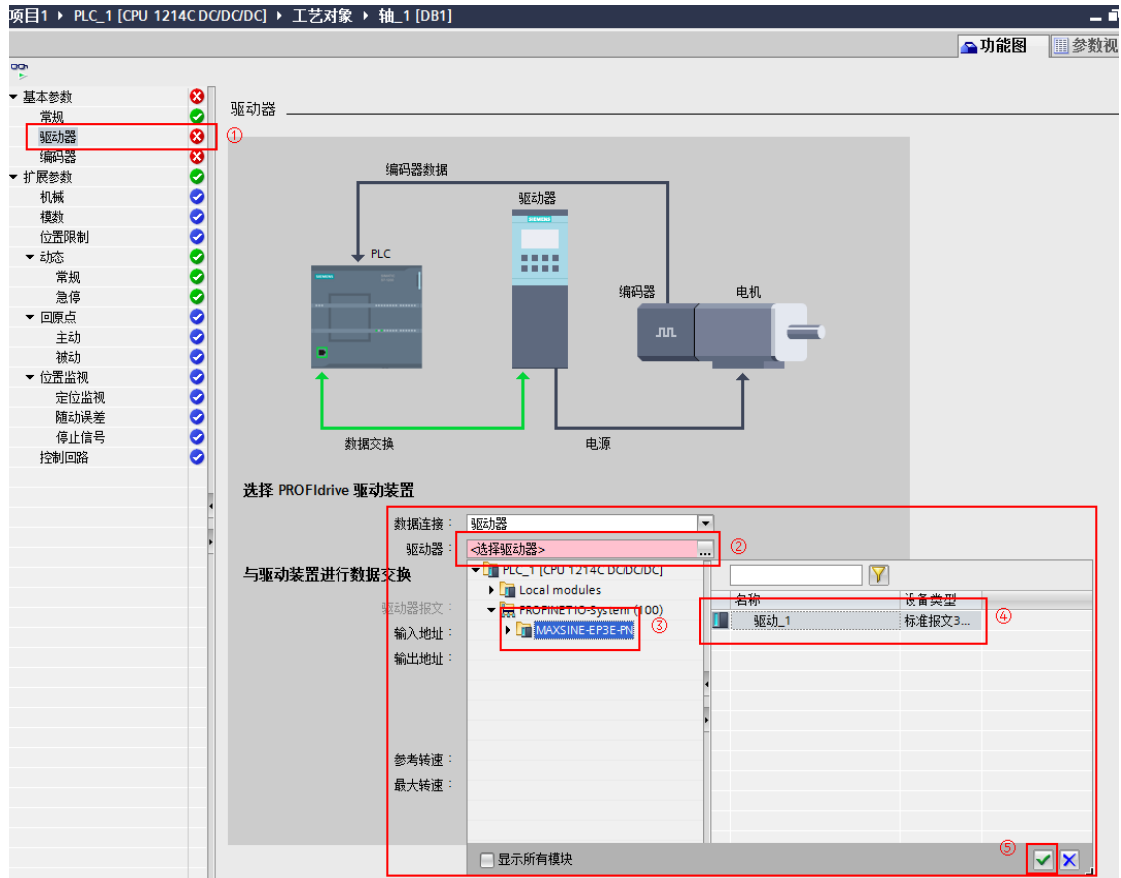 项目1 ▸ PLC_1 [CPU 1214C DC/DC/DC] ▸ 工艺对象 ▸ 轴_1 [DB1]
功能图 参数视
基本参数
常规
驱动器
①
编码器
扩展参数
机械
模数
位置限制
动态
常规
急停
回原点
主动
被动
位置监视
定位监视
随动误差
停止信号
控制回路
驱动器
编码器数据
驱动器
SIEMENS
PLC
编码器
电机
数据交换
电源
选择 PROFIdrive 驱动装置
数据连接：
驱动器
驱动器：
<选择驱动器>
...
②
与驱动装置进行数据交换
驱动器报文：
输入地址：
输出地址：
参考转速：
最大转速：
PLC_1 [CPU 1214C DC/DC/DC]
Local modules
PROFINET IO-System (100)
MAXSINE-EP3E-PN
③
名称 设备类型
驱动_1 标准报文3...
④
显示所有模块
⑤